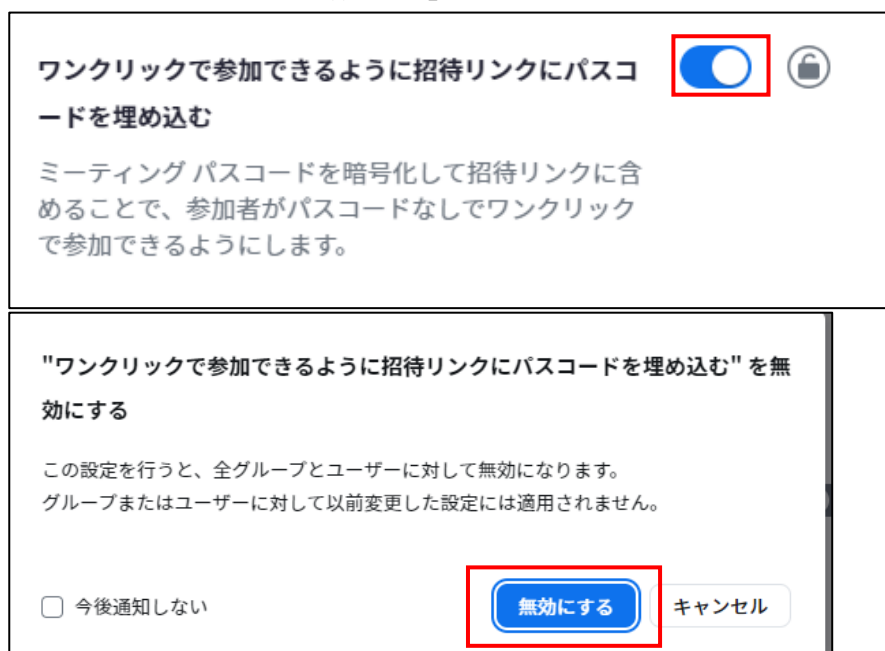 ワンクリックで参加できるように招待リンクにパスコ
ードを埋め込む
ミーティング パスコードを暗号化して招待リンクに含
めることで、参加者がパスコードなしでワンクリック
で参加できるようにします。
"ワンクリックで参加できるように招待リンクにパスコードを埋め込む" を無
効にする
この設定を行うと、全グループとユーザーに対して無効になります。
グループまたはユーザーに対して以前変更した設定には適用されません。
今後通知しない
無効にする
キャンセル